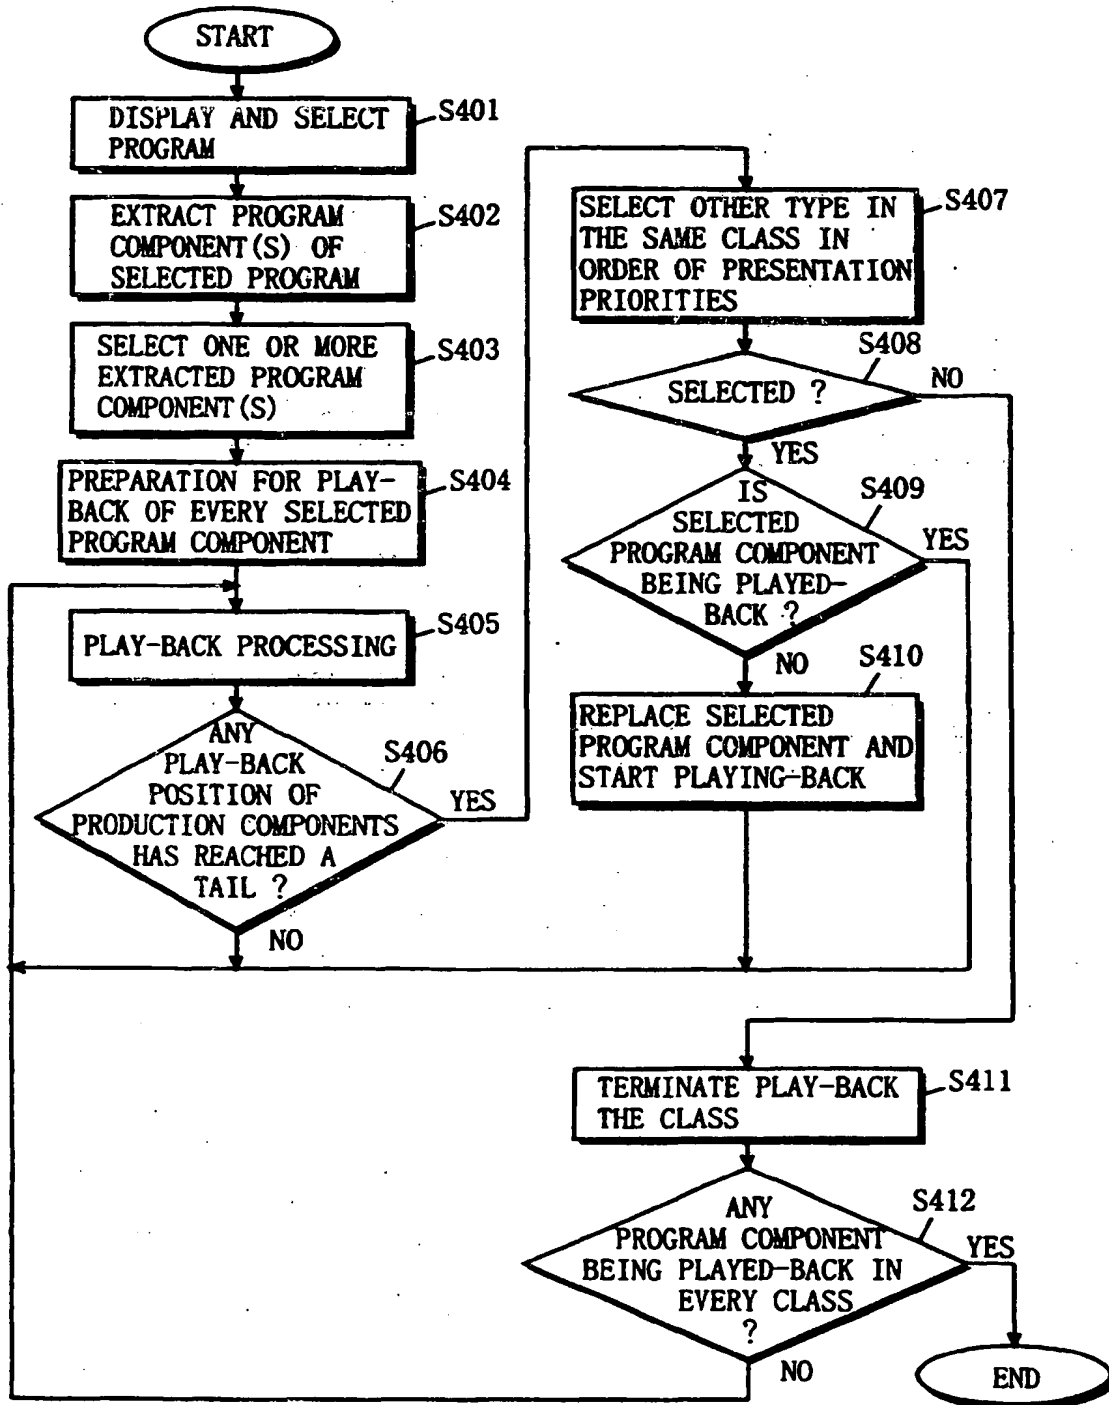 START
DISPLAY AND SELECT
PROGRAM
S401
EXTRACT PROGRAM
COMPONENT(S) OF
SELECTED PROGRAM
S402
SELECT ONE OR MORE
EXTRACTED PROGRAM
COMPONENT(S)
S403
PREPARATION FOR PLAY-
BACK OF EVERY SELECTED
PROGRAM COMPONENT
S404
PLAY-BACK PROCESSING
S405
ANY
PLAY-BACK
POSITION OF
PRODUCTION COMPONENTS
HAS REACHED A
TAIL ?
S406
YES
NO
SELECT OTHER TYPE IN
THE SAME CLASS IN
ORDER OF PRESENTATION
PRIORITIES
S407
SELECTED ?
S408
NO
YES
IS
SELECTED
PROGRAM COMPONENT
BEING PLAYED-
BACK ?
S409
YES
NO
REPLACE SELECTED
PROGRAM COMPONENT AND
START PLAYING-BACK
S410
TERMINATE PLAY-BACK
THE CLASS
S411
ANY
PROGRAM COMPONENT
BEING PLAYED-BACK IN
EVERY CLASS
?
S412
YES
NO
END